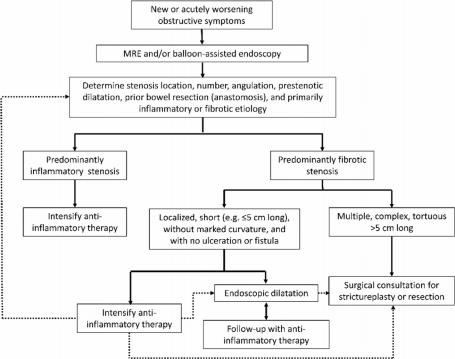 New or acutely worsening
obstructive symptoms
MRE and/or balloon-assisted endoscopy
Determine stenosis location, number, angulation, prestenotic
dilatation, prior bowel resection (anastomosis), and primarily
inflammatory or fibrotic etiology
Predominantly
inflammatory stenosis
Predominantly fibrotic
stenosis
Intensify anti-
inflammatory therapy
Localized, short (e.g. ≤5 cm long),
without marked curvature, and
with no ulceration or fistula
Multiple, complex, tortuous
>5 cm long
Intensify anti-
inflammatory therapy
Endoscopic dilatation
Surgical consultation for
strictureplasty or resection
Follow-up with anti-
inflammatory therapy